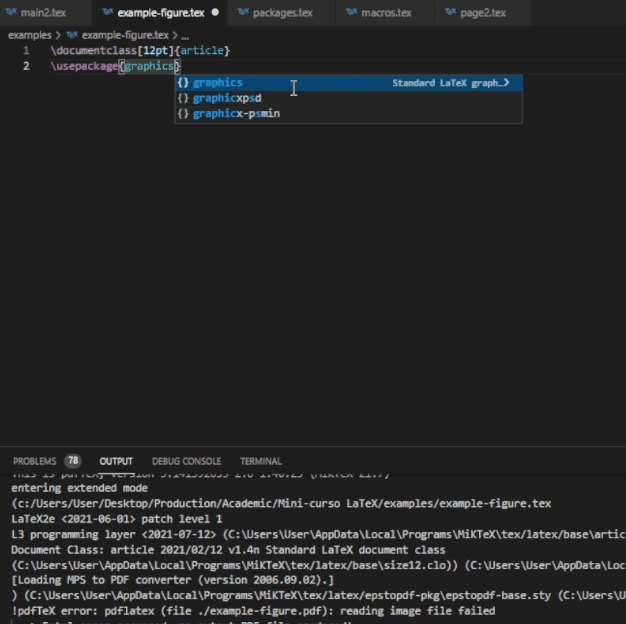 main2.tex example-figure.tex packages.tex macros.tex page2.tex
examples > example-figure.tex > ...
1 \documentclass[12pt]{article}
2 \usepackage{graphics}
{} graphics Standard LaTeX graph…
{} graphicxpsd
{} graphicx-psmin
PROBLEMS 78 OUTPUT DEBUG CONSOLE TERMINAL
entering extended mode
(c:/Users/User/Desktop/Production/Academic/Mini-curso LaTeX/examples/example-figure.tex
LaTeX2e <2021-06-01> patch level 1
L3 programming layer <2021-07-12> (C:\Users\User\AppData\Local\Programs\MiKTeX\tex/latex/base\artic
Document Class: article 2021/02/12 v1.4n Standard LaTeX document class
(C:\Users\User\AppData\Local\Programs\MiKTeX\tex/latex/base\size12.clo)) (C:\Users\User\AppData\Loc
[Loading MPS to PDF converter (version 2006.09.02).]
) (C:\Users\User\AppData\Local\Programs\MiKTeX\tex/latex/epstopdf-pkg\epstopdf-base.sty (C:\Users\U
!pdfTeX error: pdflatex (file ./example-figure.pdf): reading image file failed